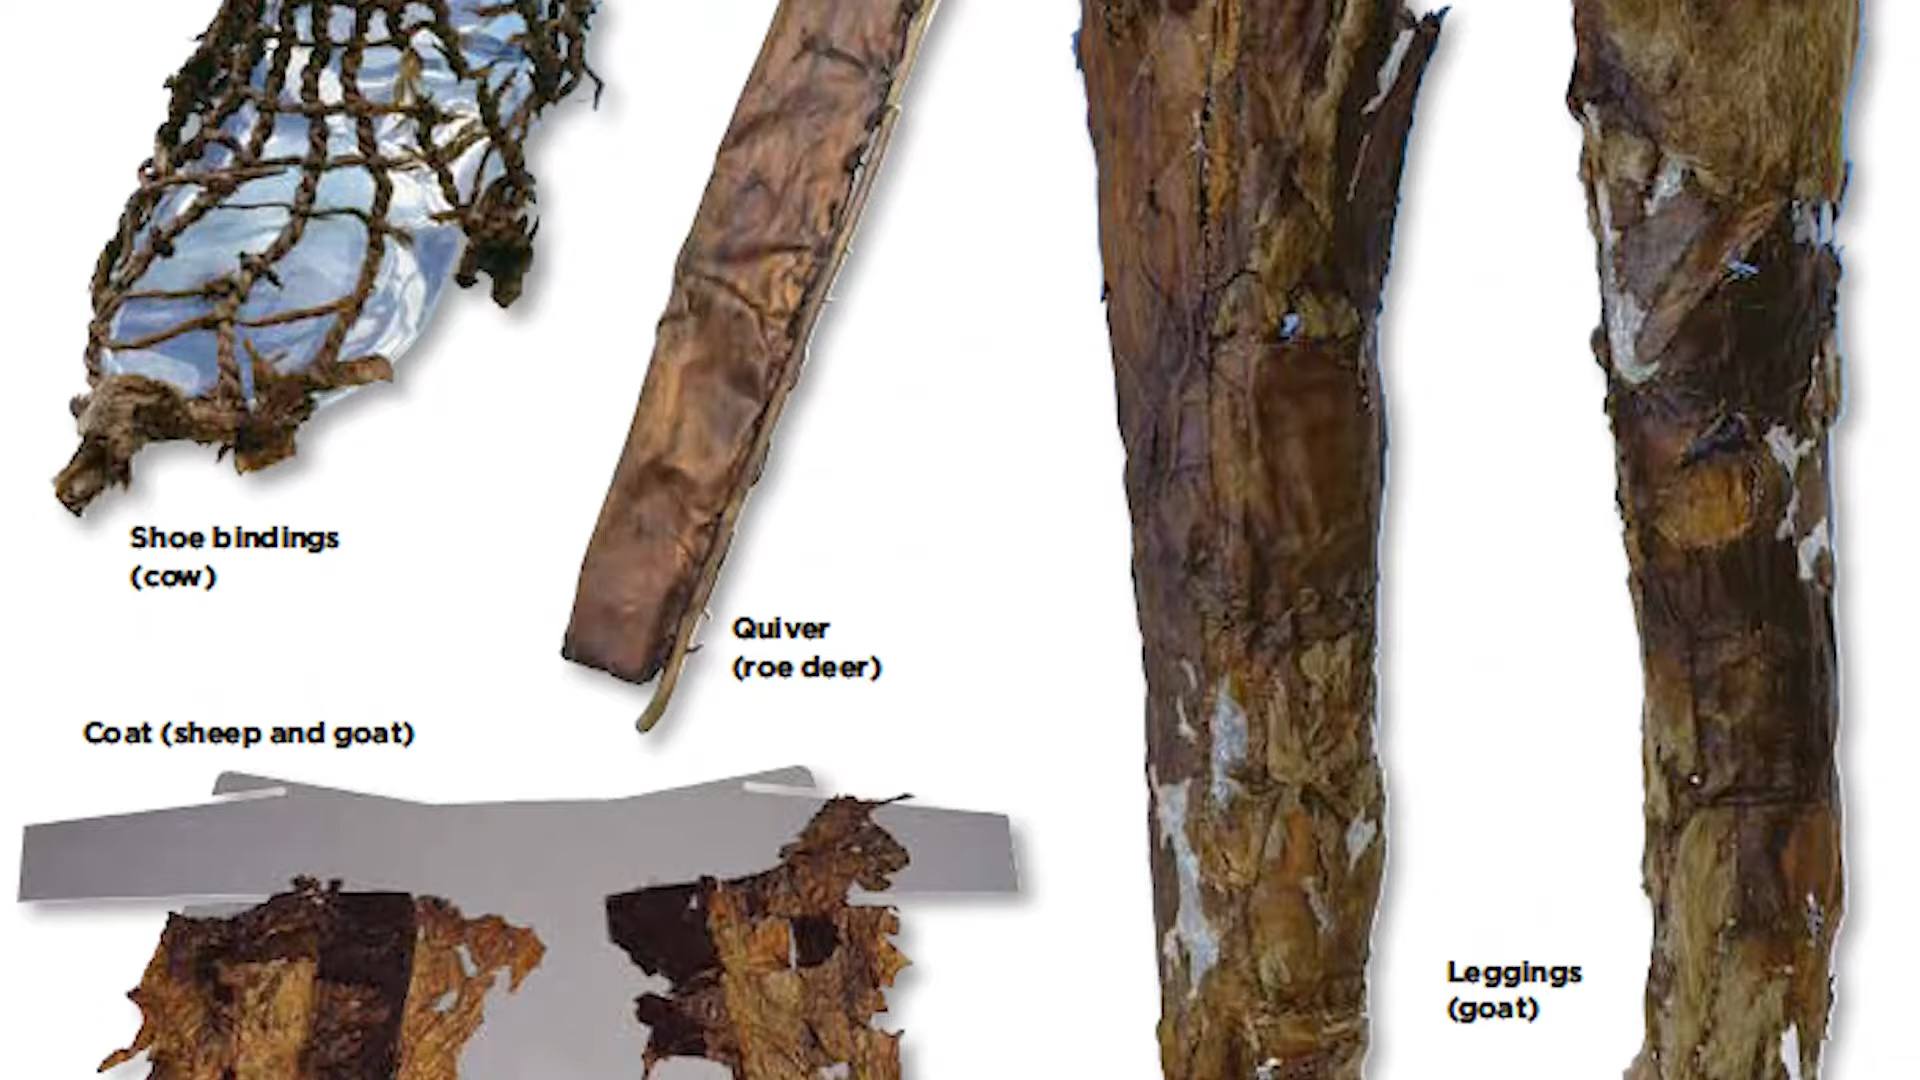 Shoe bindings
(cow)
Quiver
(roe deer)
Coat (sheep and goat)
Leggings
(goat)